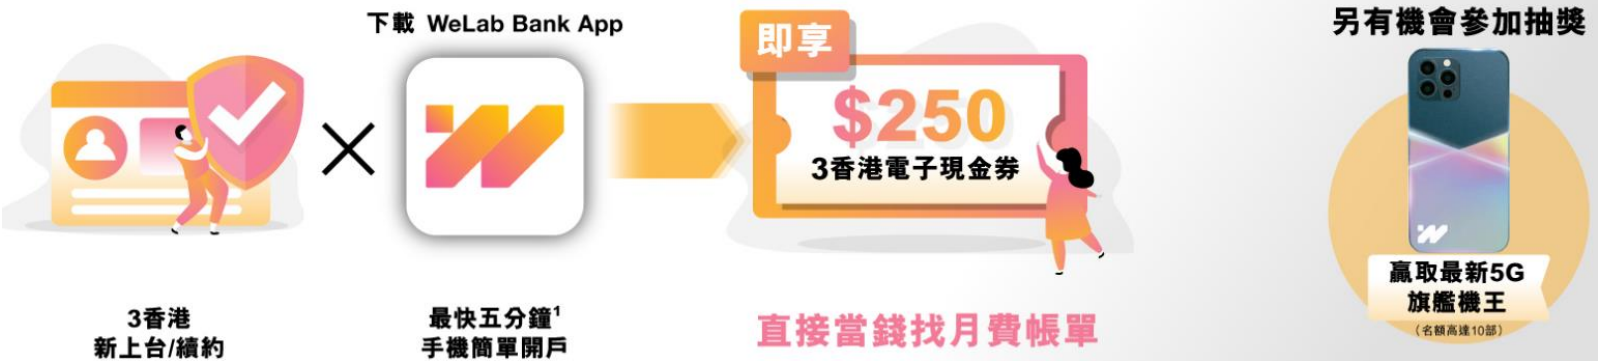 3香港
新上台/續約
下載 WeLab Bank App
最快五分鐘¹
手機簡單開戶
即享
$250
3香港電子現金券
直接當錢找月費帳單
另有機會參加抽獎
贏取最新5G
旗艦機王
(名額高達10部)